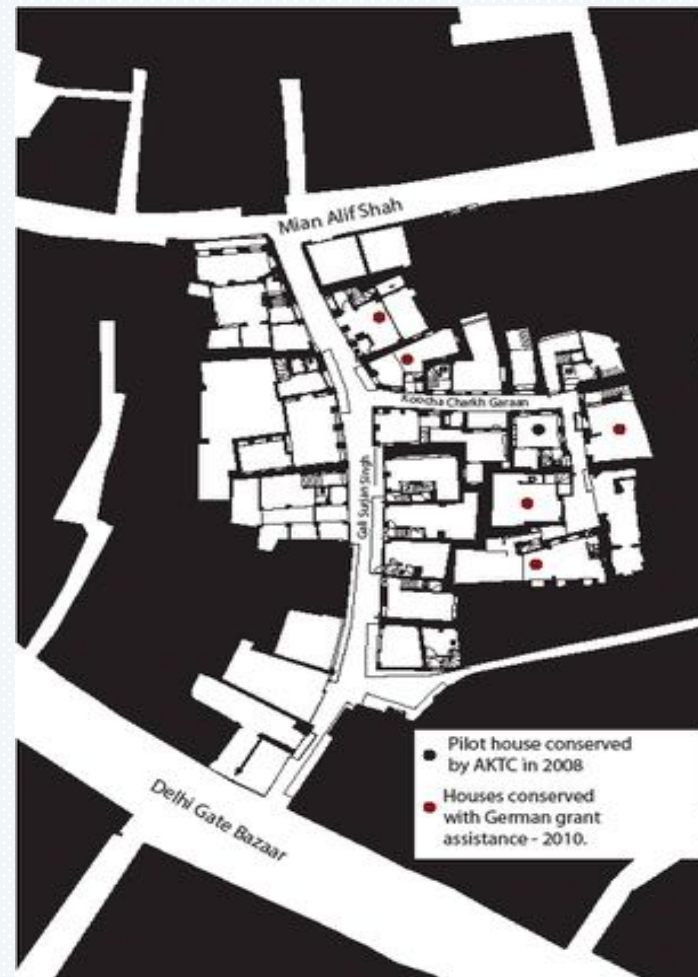 Mian Alif Shah
Koocha Charkh Garaan
Gali Surjan Singh
Delhi Gate Bazaar
Pilot house conserved
by AKTC in 2008
Houses conserved
with German grant
assistance - 2010.